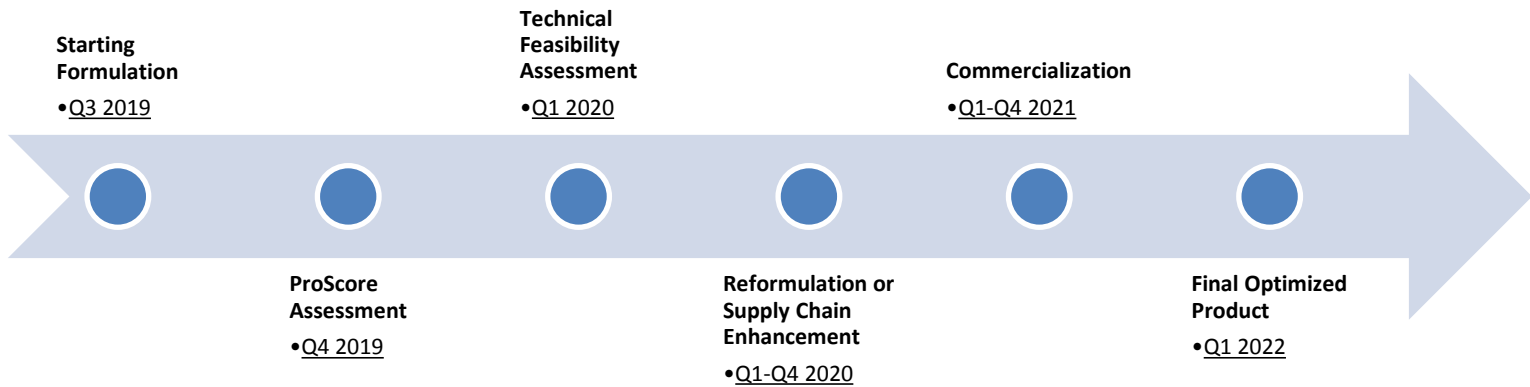 Starting
Formulation
•Q3 2019
ProScore
Assessment
•Q4 2019
Technical
Feasibility
Assessment
•Q1 2020
Reformulation or
Supply Chain
Enhancement
•Q1-Q4 2020
Commercialization
•Q1-Q4 2021
Final Optimized
Product
•Q1 2022